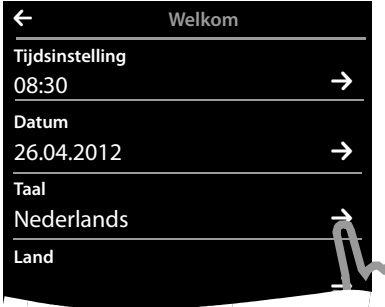 Welkom
Tijdsinstelling
08:30
Datum
26.04.2012
Taal
Nederlands
Land